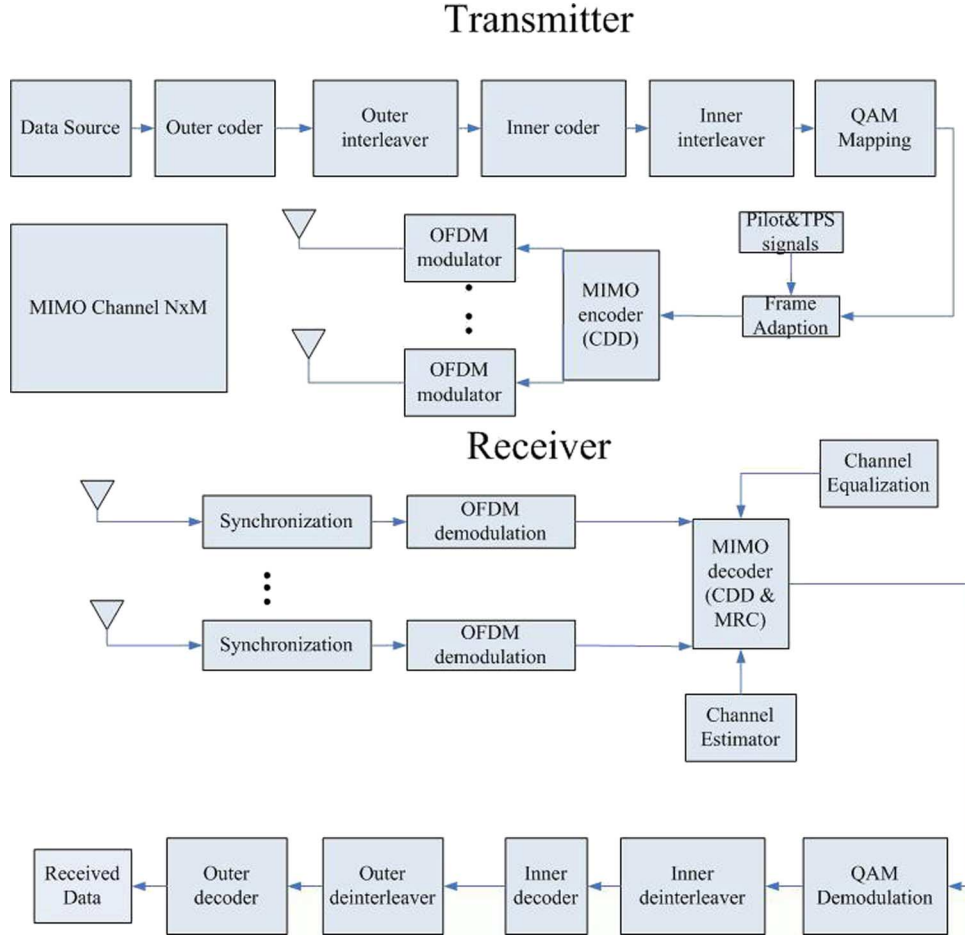 Transmitter
Data Source
Outer coder
Outer
interleaver
Inner coder
Inner
interleaver
QAM
Mapping
MIMO Channel NxM
OFDM
modulator
OFDM
modulator
MIMO
encoder
(CDD)
Pilot&TPS
signals
Frame
Adaption
Receiver
Channel
Equalization
Synchronization
OFDM
demodulation
MIMO
decoder
(CDD &
MRC)
Synchronization
OFDM
demodulation
Channel
Estimator
Received
Data
Outer
decoder
Outer
deinterleaver
Inner
decoder
Inner
deinterleaver
QAM
Demodulation